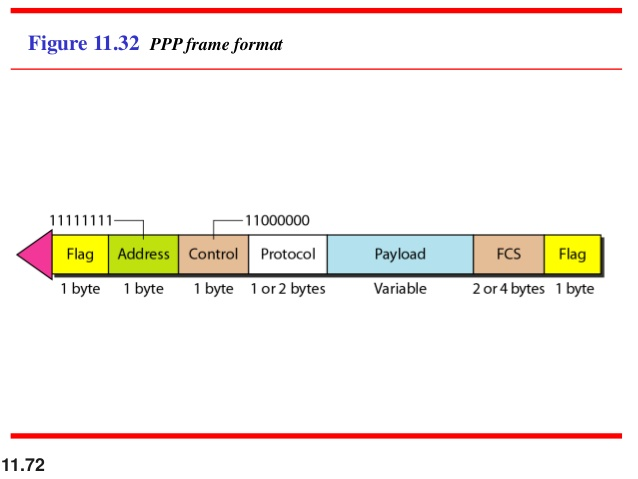 Figure 11.32 PPP frame format
11111111 11000000
Flag Address Control Protocol Payload FCS Flag
1 byte 1 byte 1 byte 1 or 2 bytes Variable 2 or 4 bytes 1 byte
11.72